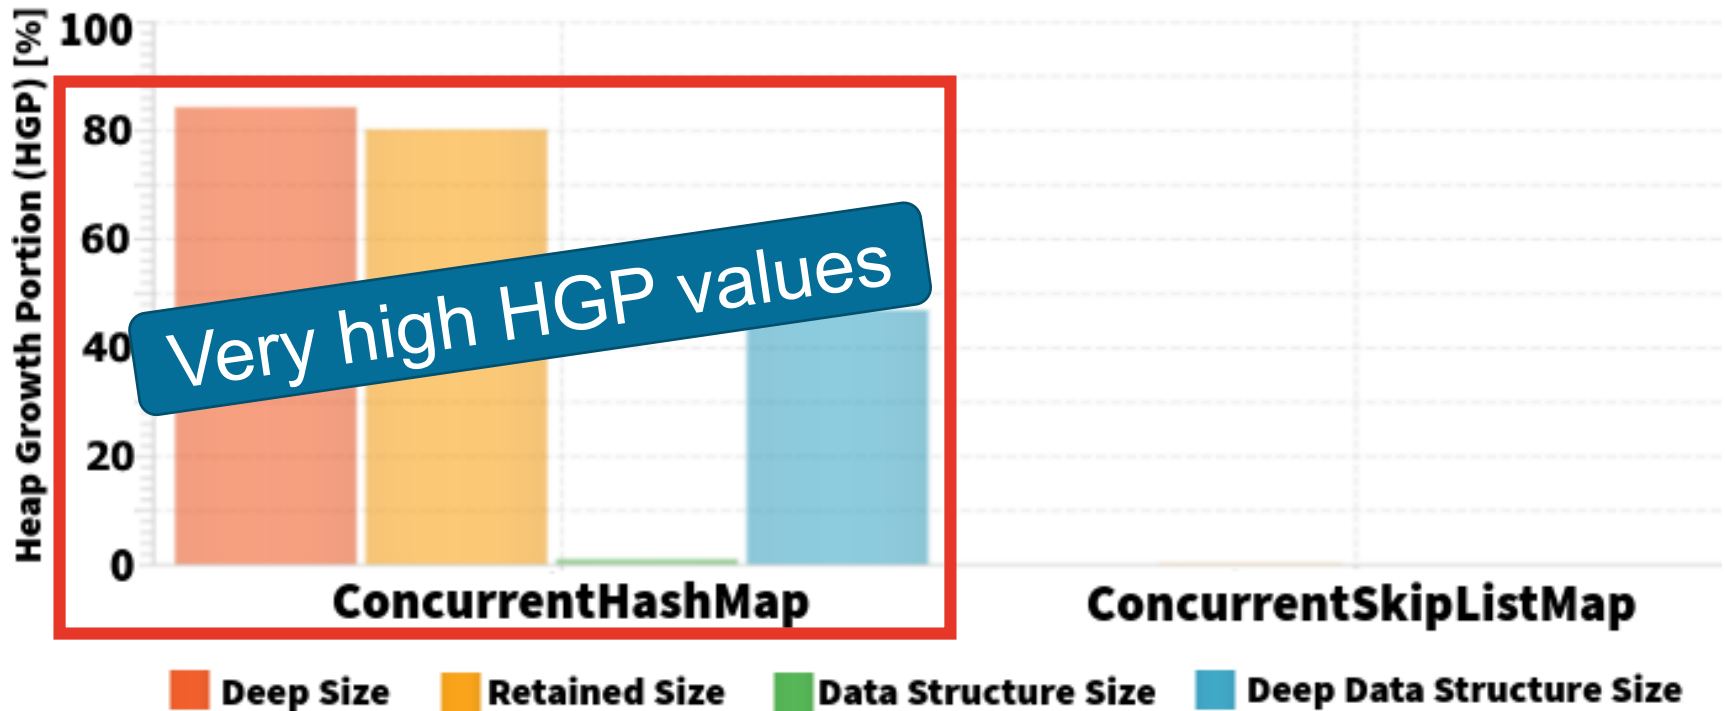 Heap Growth Portion (HGP) [%]
100
80
60
40
20
0
Very high HGP values
ConcurrentHashMap
ConcurrentSkipListMap
Deep Size
Retained Size
Data Structure Size
Deep Data Structure Size